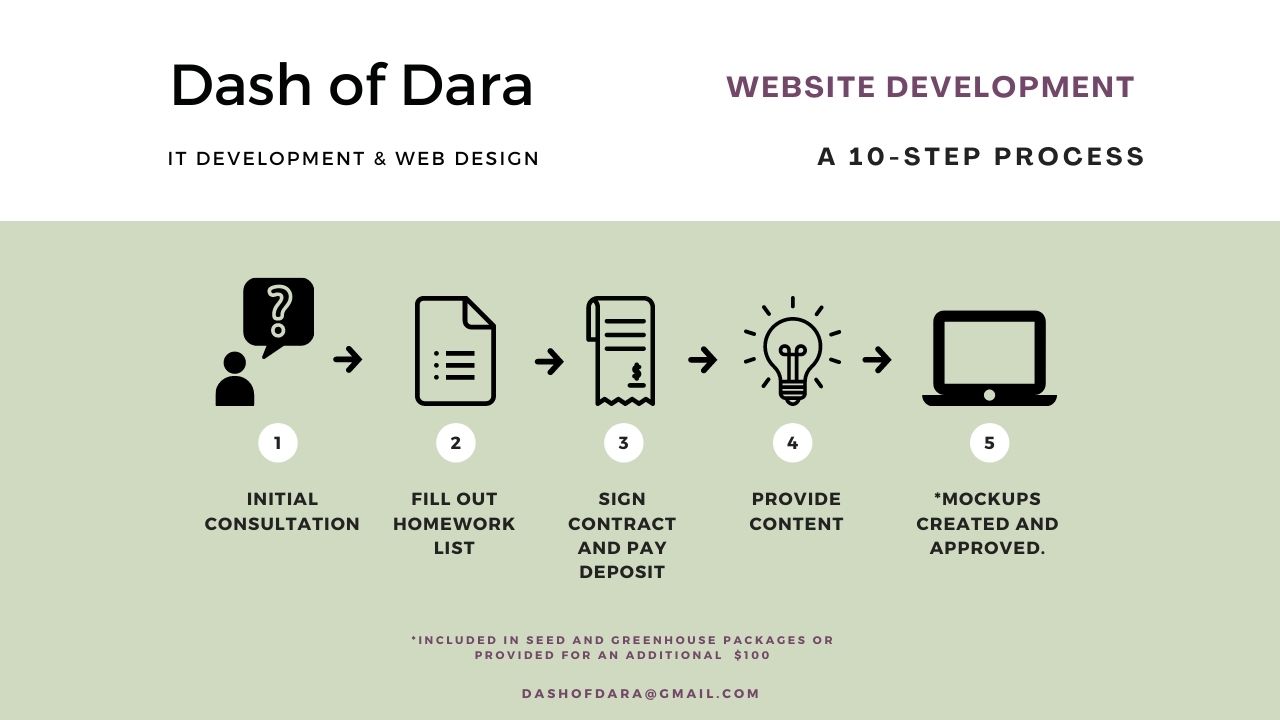 Dash of Dara
IT DEVELOPMENT & WEB DESIGN
WEBSITE DEVELOPMENT
A 10-STEP PROCESS
?
$
1
INITIAL
CONSULTATION
2
FILL OUT
HOMEWORK
LIST
3
SIGN
CONTRACT
AND PAY
DEPOSIT
4
PROVIDE
CONTENT
5
*MOCKUPS
CREATED AND
APPROVED.
*INCLUDED IN SEED AND GREENHOUSE PACKAGES OR
PROVIDED FOR AN ADDITIONAL $100
DASHOFDARA@GMAIL.COM